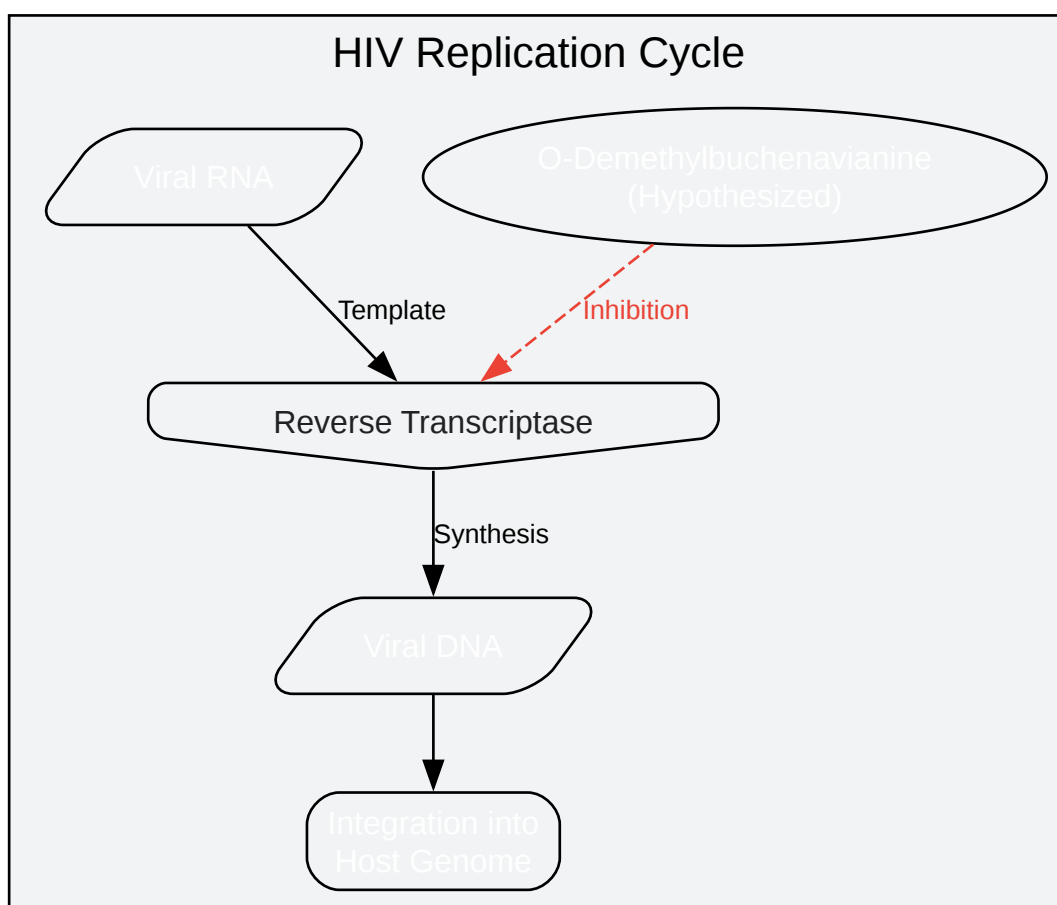 HIV Replication Cycle
Viral RNA
O-Demethylbuchenavianine
(Hypothesized)
Template
Inhibition
Reverse Transcriptase
Synthesis
Viral DNA
Integration into
Host Genome